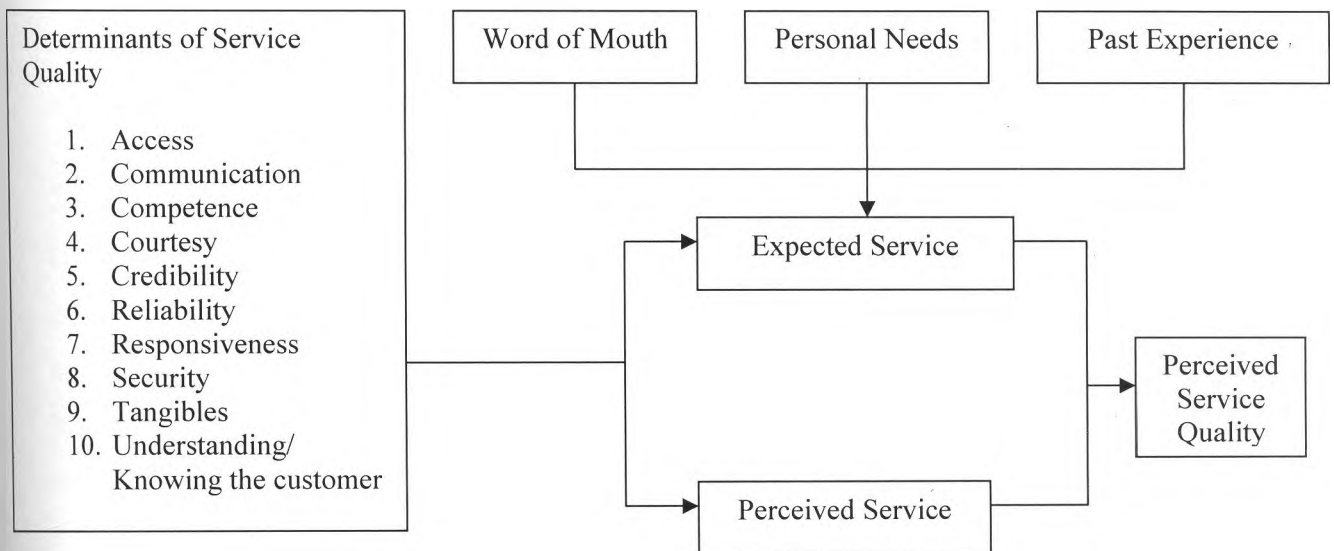 Determinants of Service
Quality
1. Access
2. Communication
3. Competence
4. Courtesy
5. Credibility
6. Reliability
7. Responsiveness
8. Security
9. Tangibles
10. Understanding/
Knowing the customer
Word of Mouth
Personal Needs
Past Experience
Expected Service
Perceived Service
Perceived
Service
Quality